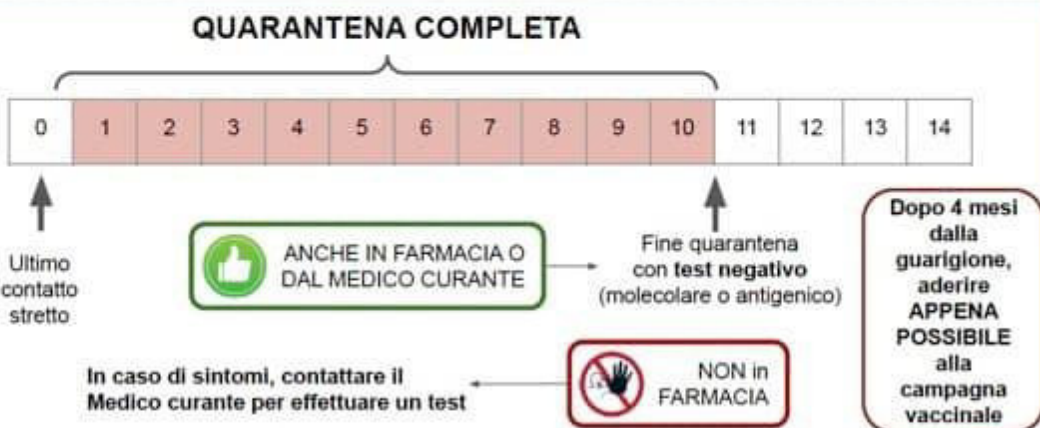 QUARANTENA COMPLETA
0 1 2 3 4 5 6 7 8 9 10 11 12 13 14
Ultimo
contatto
stretto
ANCHE IN FARMACIA O
DAL MEDICO CURANTE
Fine quarantena
con test negativo
(molecolare o antigenico)
Dopo 4 mesi
dalla
guarigione,
aderire
APPENA
POSSIBILE
alla
campagna
vaccinale
In caso di sintomi, contattare il
Medico curante per effettuare un test
NON in
FARMACIA